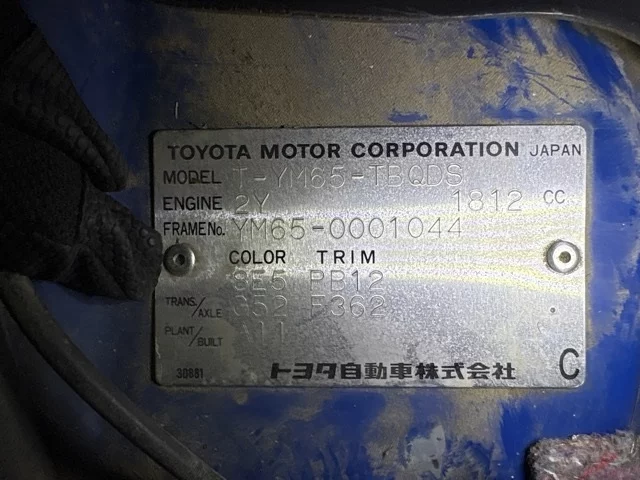 TOYOTA MOTOR CORPORATION JAPAN
MODEL T-YM65-TBQDS
ENGINE 2Y 1812 CC
FRAME No. YM65-0001044
COLOR TRIM
8E5 PB12
TRANS/AXLE G52 F362
PLANT/BUILT A11
30881
トヨタ自動車株式会社 C